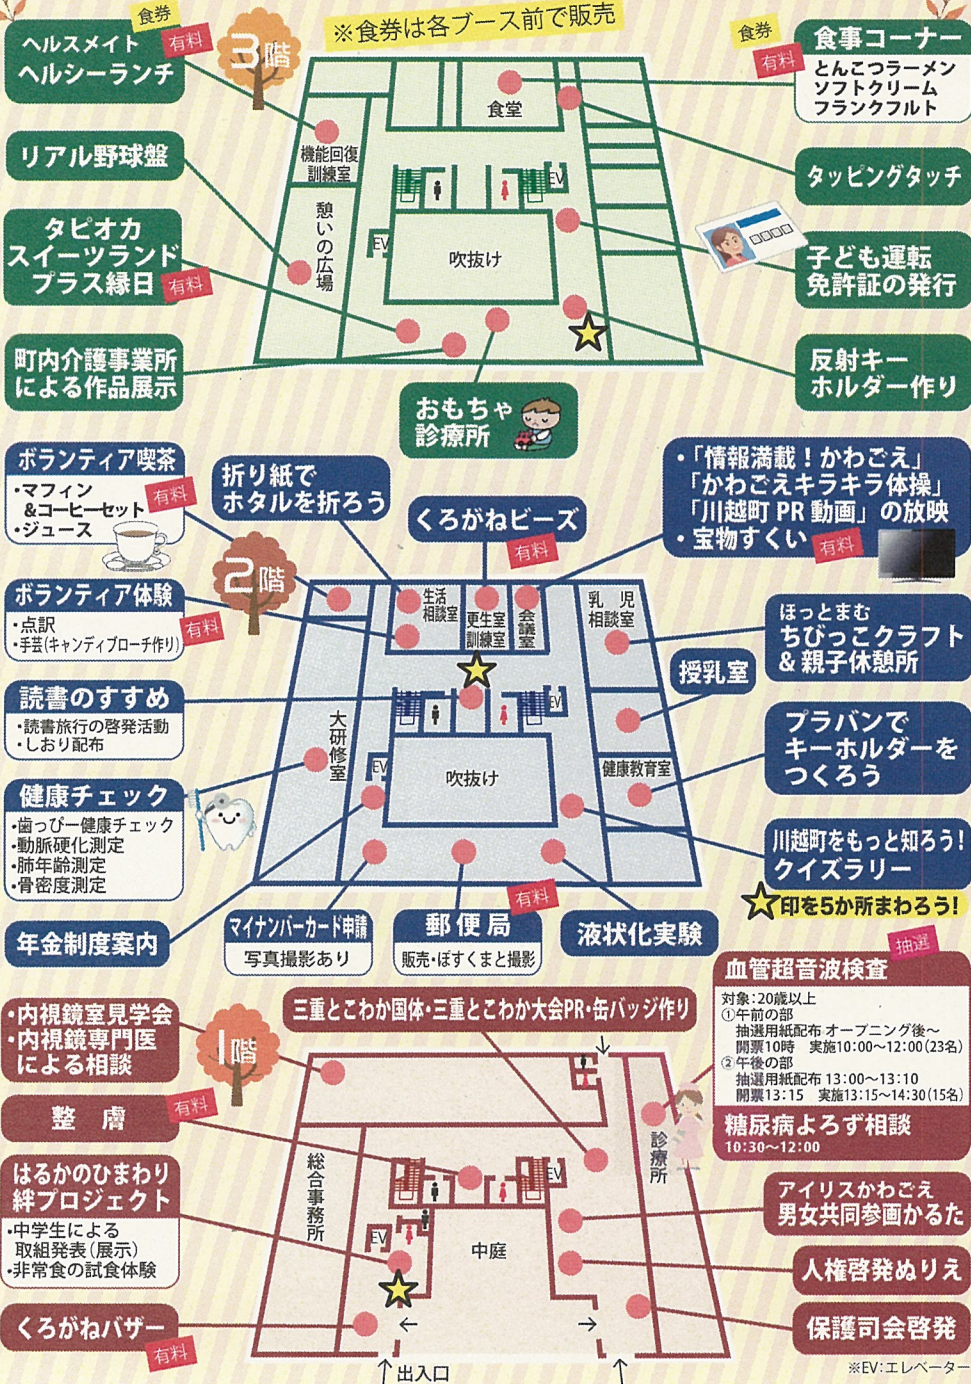 ※食券は各ブース前で販売
3階
食券
有料
ヘルスメイト
ヘルシーランチ
リアル野球盤
タピオカ
スイーツランド
プラス縁日
有料
町内介護事業所
による作品展示
おもちゃ
診療所
食券
有料
食事コーナー
とんこつラーメン
ソフトクリーム
フランクフルト
タッピングタッチ
子ども運転
免許証の発行
反射キー
ホルダー作り
食堂
機能回復
訓練室
憩いの広場
EV
EV
吹抜け
2階
ボランティア喫茶
・マフィン
&コーヒーセット
・ジュース
有料
折り紙で
ホタルを折ろう
くろがねビーズ
有料
・「情報満載！かわごえ」
「かわごえキラキラ体操」
「川越町PR動画」の放映
・宝物すくい
有料
ボランティア体験
・点訳
・手芸(キャンディブローチ作り)
有料
読書のすすめ
・読書旅行の啓発活動
・しおり配布
健康チェック
・歯っぴー健康チェック
・動脈硬化測定
・肺年齢測定
・骨密度測定
年金制度案内
マイナンバーカード申請
写真撮影あり
郵便局
有料
販売・ぽすくまと撮影
液状化実験
ほっとまむ
ちびっこクラフト
&親子休憩所
授乳室
プラバンで
キーホルダーを
つくろう
川越町をもっと知ろう!
クイズラリー
印を5か所まわろう!
生活
相談室
更生室
訓練室
会議室
乳児
相談室
大研修室
EV
EV
吹抜け
健康教育室
1階
・内視鏡室見学会
・内視鏡専門医
による相談
整膚
有料
はるかのひまわり
絆プロジェクト
・中学生による
取組発表(展示)
・非常食の試食体験
くろがねバザー
有料
三重とこわか国体・三重とこわか大会PR・缶バッジ作り
抽選
血管超音波検査
対象:20歳以上
①午前の部
抽選用紙配布 オープニング後～
開票10時 実施10:00～12:00(23名)
②午後の部
抽選用紙配布 13:00～13:10
開票13:15 実施13:15～14:30(15名)
糖尿病よろず相談
10:30～12:00
アイリスかわごえ
男女共同参画かるた
人権啓発ぬりえ
保護司会啓発
総合事務所
診療所
EV
EV
中庭
出入口
※EV:エレベーター